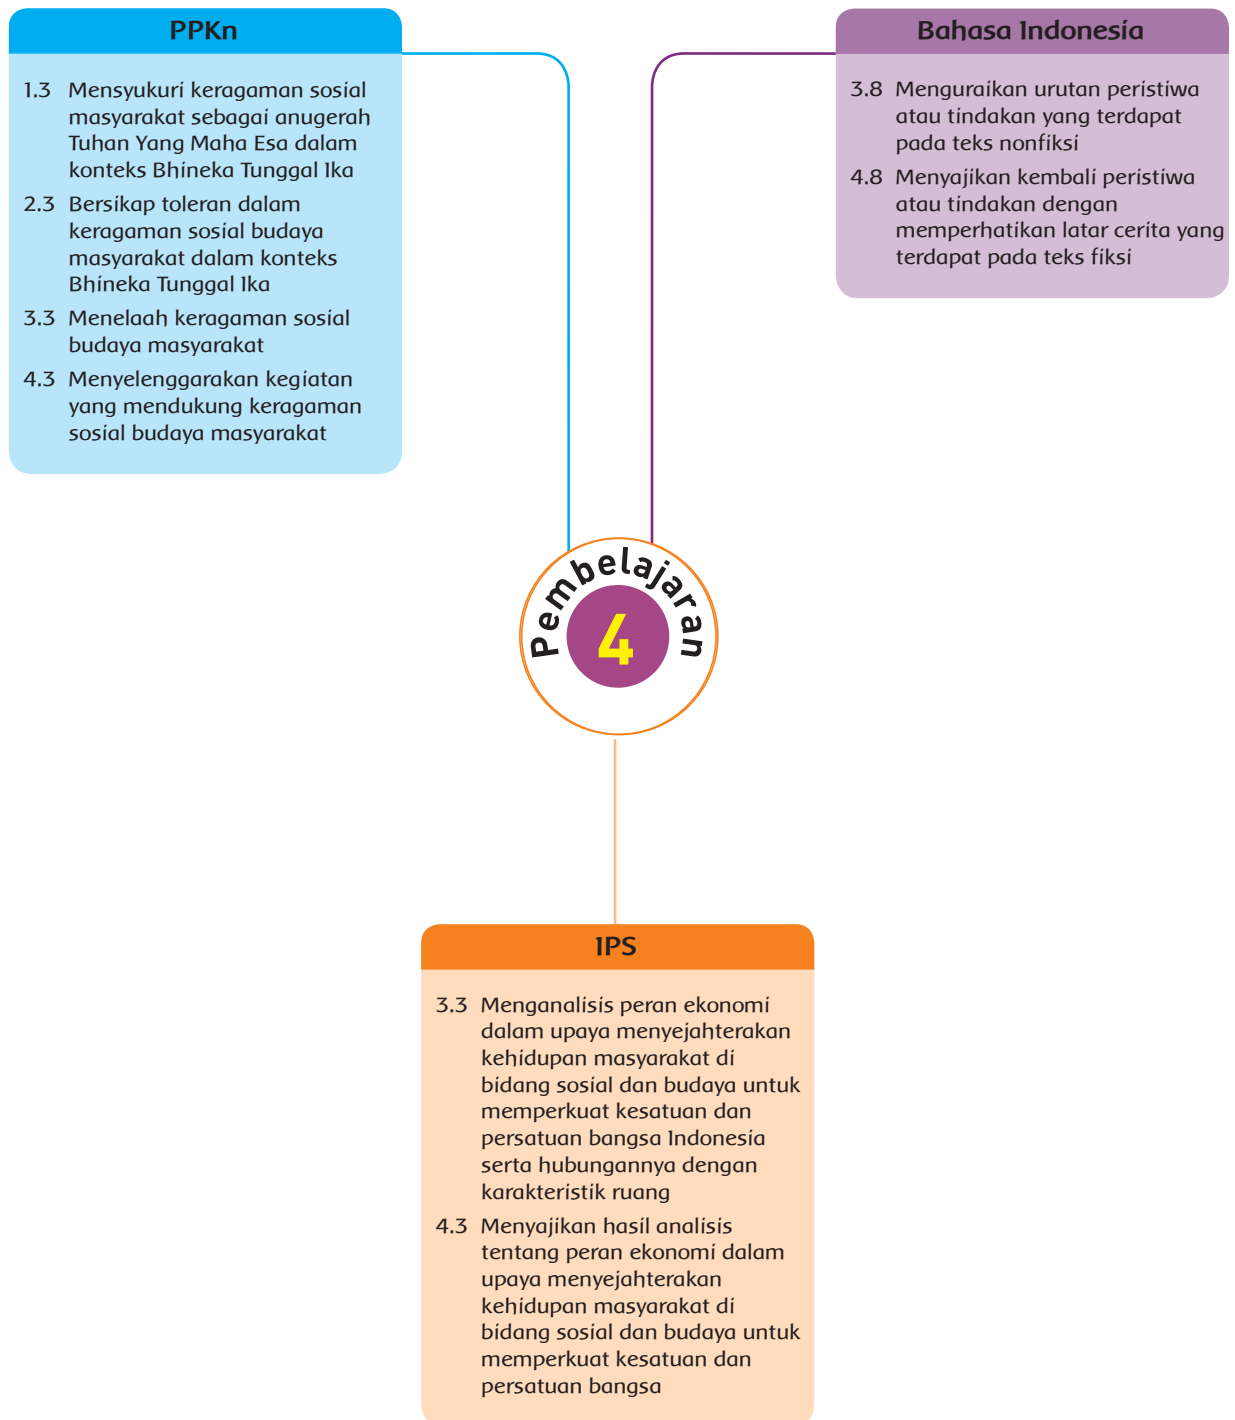 PPKn
1.3 Mensyukuri keragaman sosial
masyarakat sebagai anugerah
Tuhan Yang Maha Esa dalam
konteks Bhineka Tunggal Ika
2.3 Bersikap toleran dalam
keragaman sosial budaya
masyarakat dalam konteks
Bhineka Tunggal Ika
3.3 Menelaah keragaman sosial
budaya masyarakat
4.3 Menyelenggarakan kegiatan
yang mendukung keragaman
sosial budaya masyarakat
Bahasa Indonesia
3.8 Menguraikan urutan peristiwa
atau tindakan yang terdapat
pada teks nonfiksi
4.8 Menyajikan kembali peristiwa
atau tindakan dengan
memperhatikan latar cerita yang
terdapat pada teks fiksi
Pembelajaran
4
IPS
3.3 Menganalisis peran ekonomi
dalam upaya menyejahterakan
kehidupan masyarakat di
bidang sosial dan budaya untuk
memperkuat kesatuan dan
persatuan bangsa Indonesia
serta hubungannya dengan
karakteristik ruang
4.3 Menyajikan hasil analisis
tentang peran ekonomi dalam
upaya menyejahterakan
kehidupan masyarakat di
bidang sosial dan budaya untuk
memperkuat kesatuan dan
persatuan bangsa